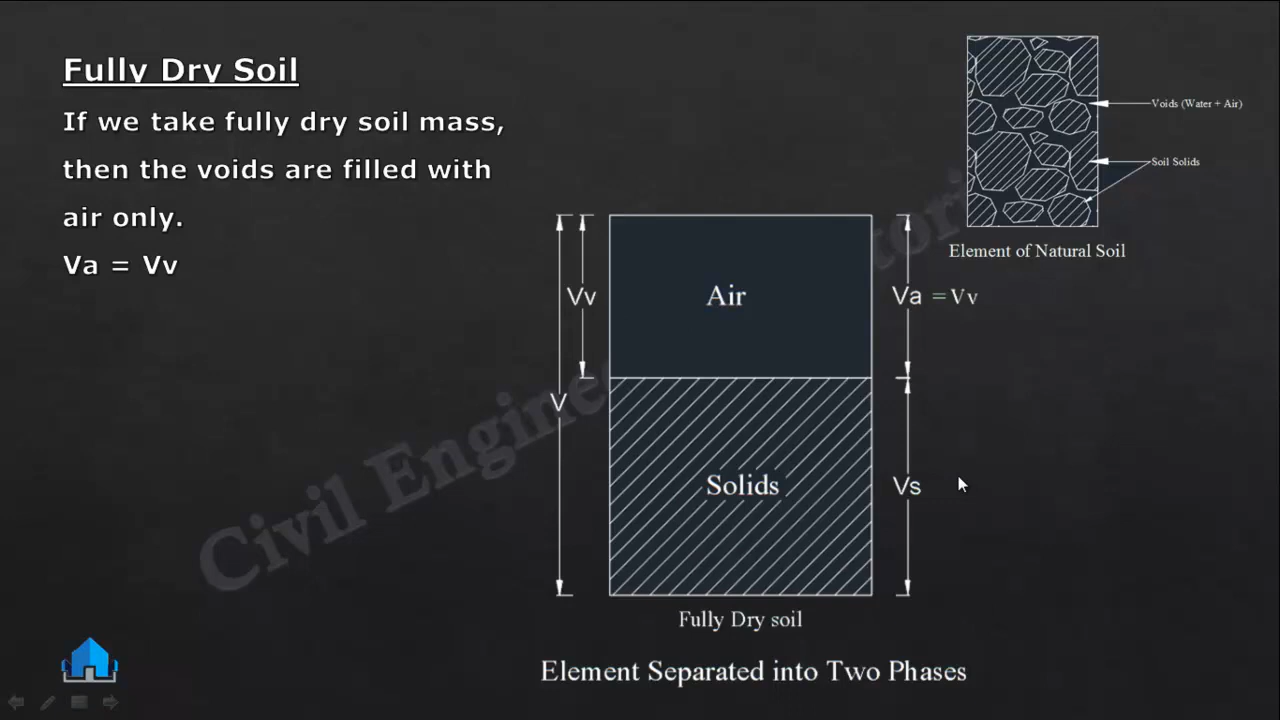 Fully Dry Soil
If we take fully dry soil mass,
then the voids are filled with
air only.
Va = Vv
Voids (Water + Air)
Soil Solids
Element of Natural Soil
Vv
Air
Va = Vv
V
Solids
Vs
Fully Dry soil
Element Separated into Two Phases